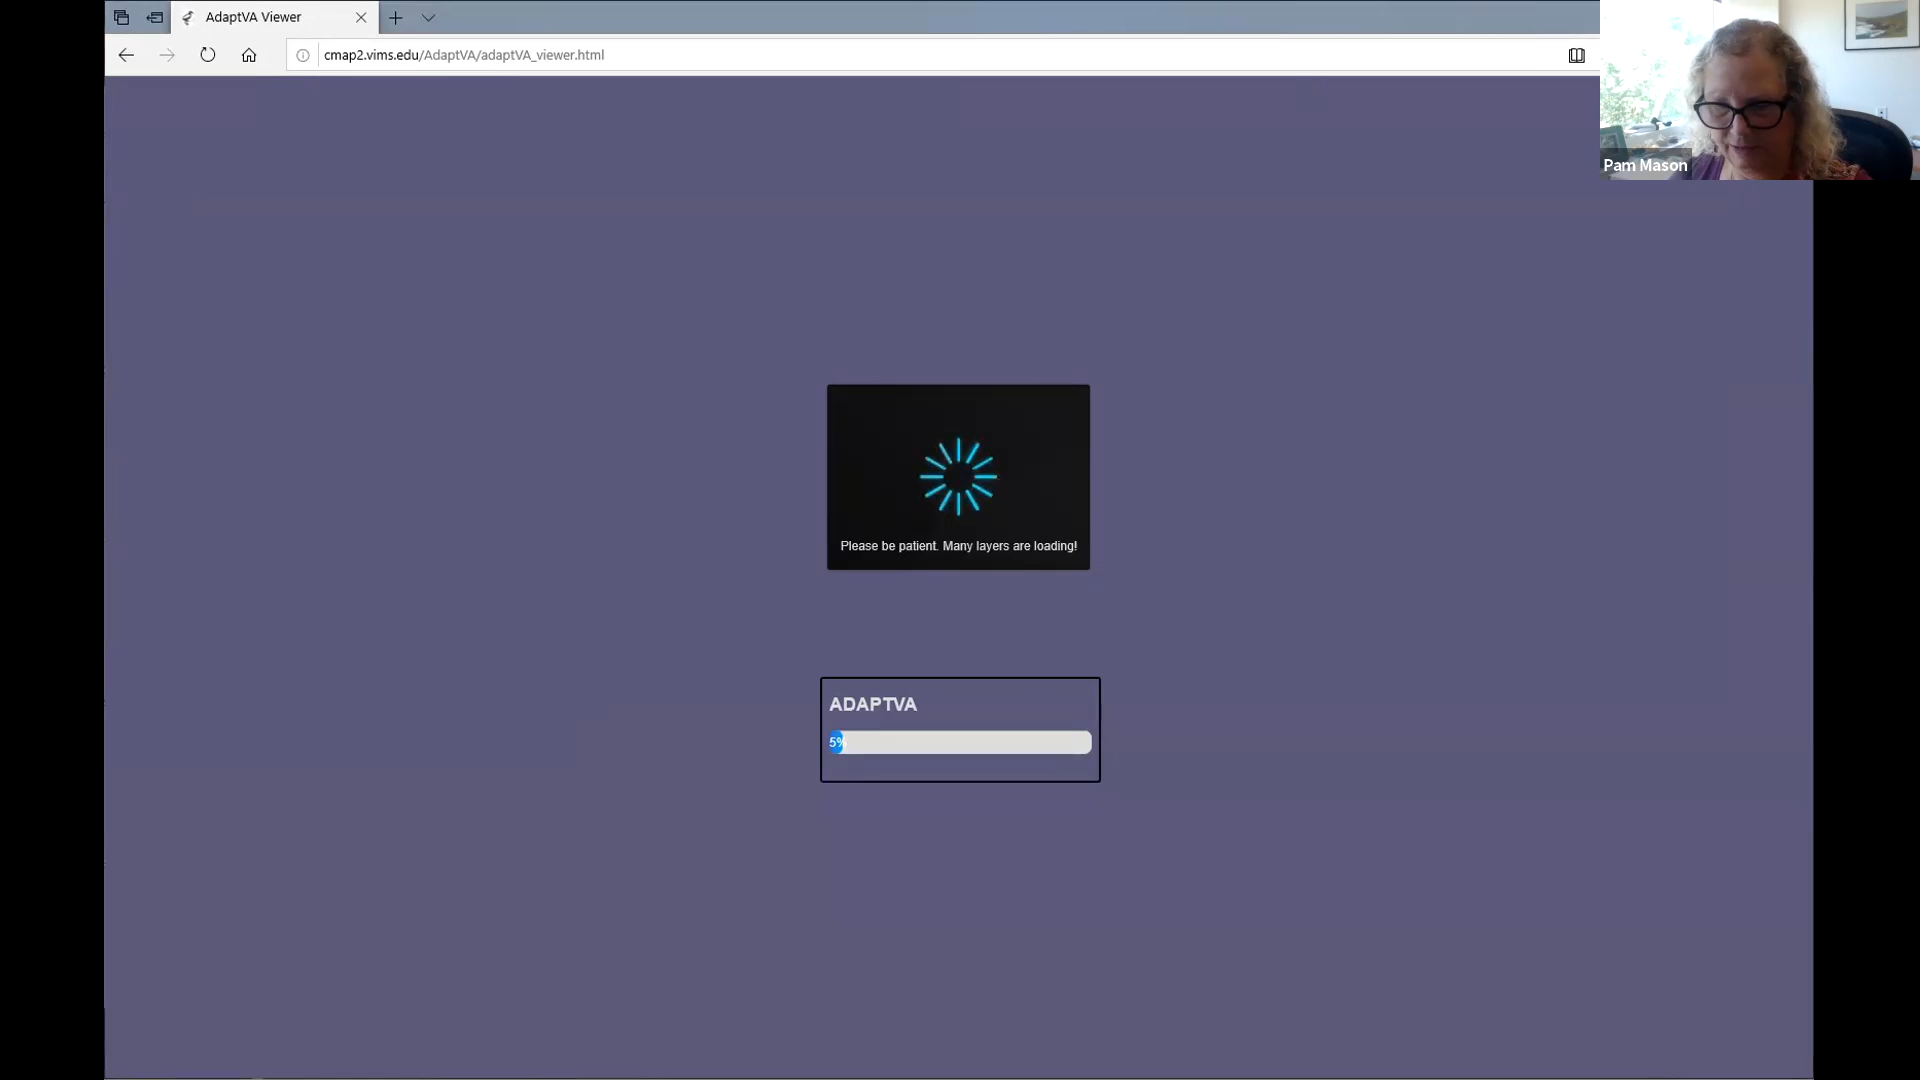 AdaptVA Viewer
cmap2.vims.edu/AdaptVA/adaptVA_viewer.html
Pam Mason
Please be patient. Many layers are loading!
ADAPTVA
5%